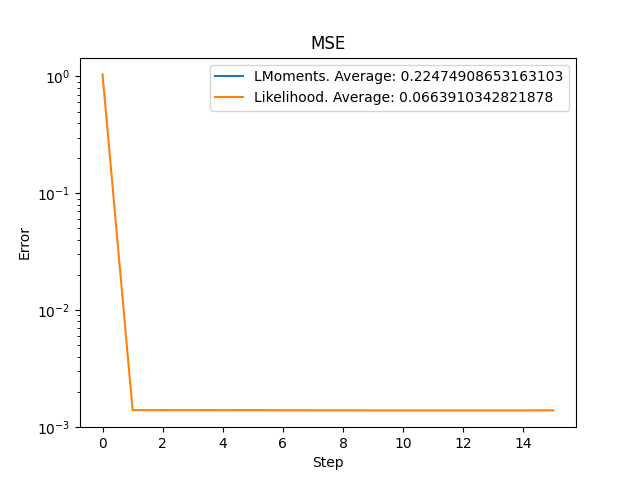 MSE
LMoments. Average: 0.22474908653163103
Likelihood. Average: 0.0663910342821878
10⁰
10⁻¹
10⁻²
10⁻³
Error
0 2 4 6 8 10 12 14
Step